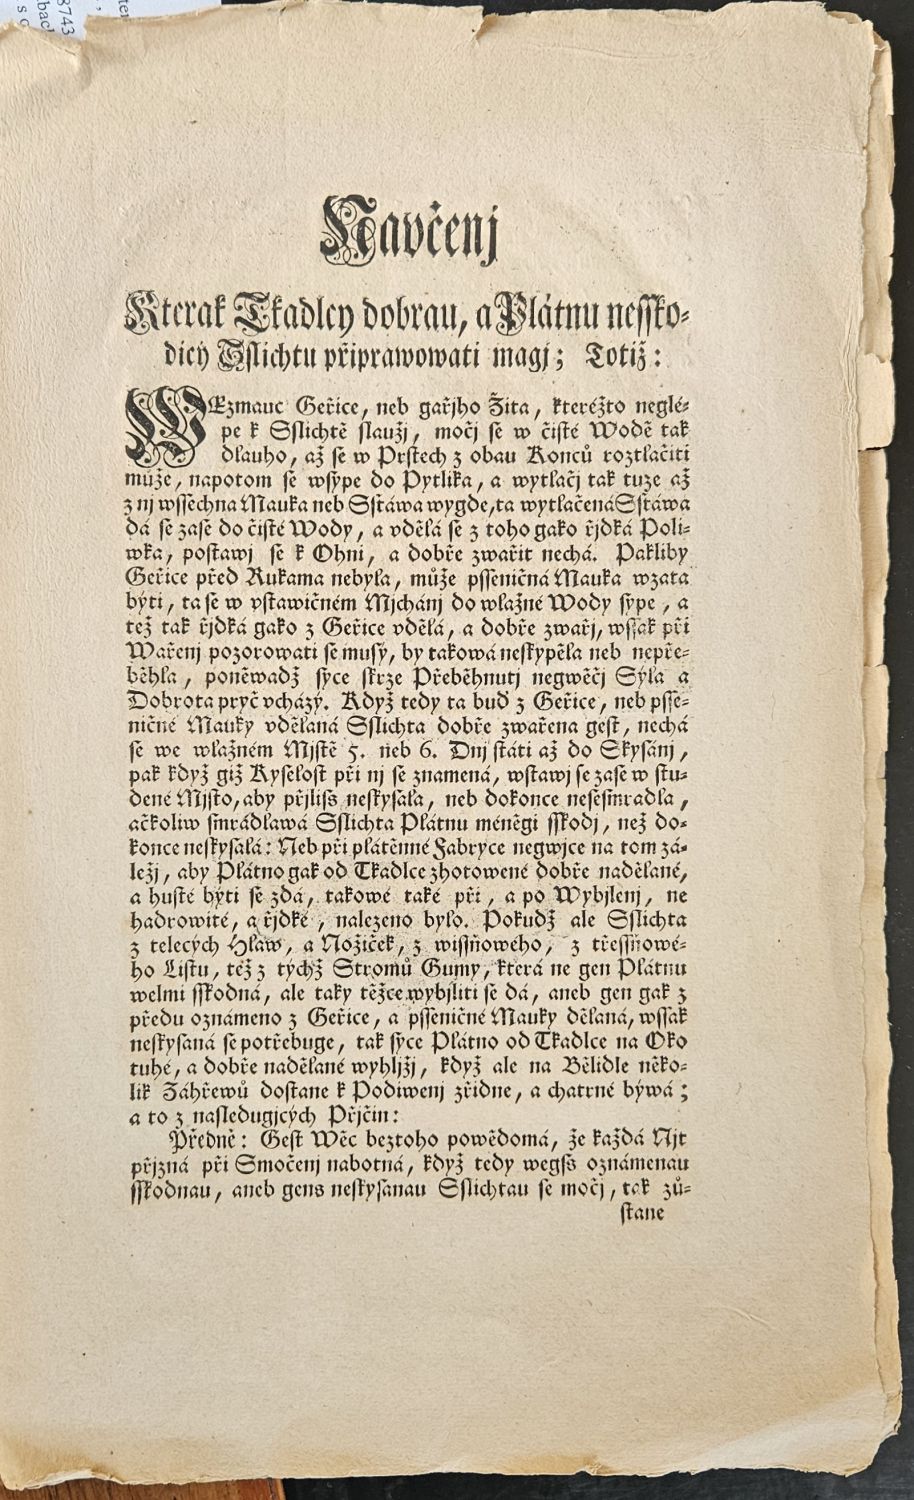 8743
Navčenj
Kterak Tkadlcy dobrau, a Plátnu nessko-
dicý Sslichtu připrawowati magj; Totiž:
WEzmauc Geřice, neb gařjho Žita, kteréžto neglé-
pe k Sslichtě slaužj, močj se w čisté Wodě tak
dlauho, až se w Prstech z obau Konců roztlačiti
může, napotom se wsype do Pytlika, a wytlačj tak tuze až
z nj wssěchna Mauka neb Sstáwa wygde, ta wytlačená Sstáwa
dá se zase do čisté Wody, a vdělá se z toho gako řjdká Poli-
wka, postawj se k Ohni, a dobře zwařit nechá. Pakliby
Geřice před Rukama nebyla, může psseničná Mauka wzata
býti, ta se w vstawičném Mjchánj do wlažné Wody sype, a
též tak řjdká gako z Geřice vdělá, a dobře zwařj, wssak při
Wařenj pozorowati se musý, by takowá neskypěla neb nepře-
běhla, poněwadž syce skrze Přeběhnutj negwěčj Syla a
Dobrota pryč vcházý. Když tedy ta buď z Geřice, neb psse-
ničné Mauky vdělaná Sslichta dobře zwařena gest, nechá
se we wlažném Mjstě 5. neb 6. Dnj státi až do Skysánj,
pak když giž Kyselost při nj se znamená, wstawj se zase w stu-
dené Mjsto, aby přjliss neskysala, neb dokonce nesěsmradla,
ačkoliw smrádlawá Sslichta Plátnu méněgi sskodj, než do-
konce neskysalá: Neb při plátěnné Fabryce negwjce na tom zá-
ležj, aby Plátno gak od Tkadlce zhotowené dobře nadělané,
a husté býti se zdá, takowé také při, a po Wybjlenj, ne
hadrowité, a řjdké, nalezeno bylo. Pokudž ale Sslichta
z telecých Hlaw, a Nožiček, z wissňowého, z třessňowé-
ho Listu, též z tychž Stromů Gumy, která ne gen Plátnu
welmi sskodná, ale taky těžce wybjliti se dá, aneb gen gak z
předu oznámeno z Geřice, a psseničné Mauky dělaná, wssak
neskysaná se potřebuge, tak syce Plátno od Tkadlce na Oko
tuhé, a dobře nadělané wyhljžj, když ale na Bělidle něko-
lik Záhřewů dostane k Podiwenj zřidne, a chatrné býwá;
a to z nasledugjcých Přjčin:
Předně: Gest Wěc beztoho powědomá, že každá Njt
přjzná při Smočenj nabotná, když tedy wegss oznámenau
sskodnau, aneb gens neskysanau Sslichtau se močj, tak zů-
stane